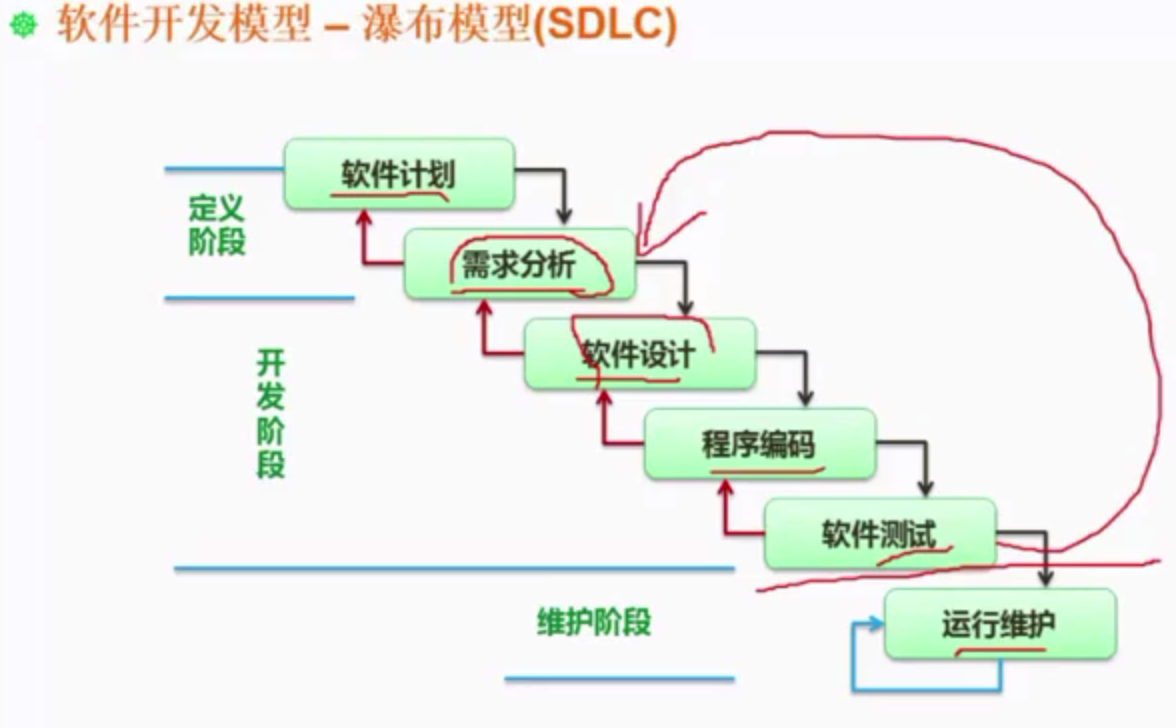 软件开发模型 – 瀑布模型(SDLC)
软件计划
定义
阶段
需求分析
软件设计
开
发
阶
段
程序编码
软件测试
维护阶段
运行维护